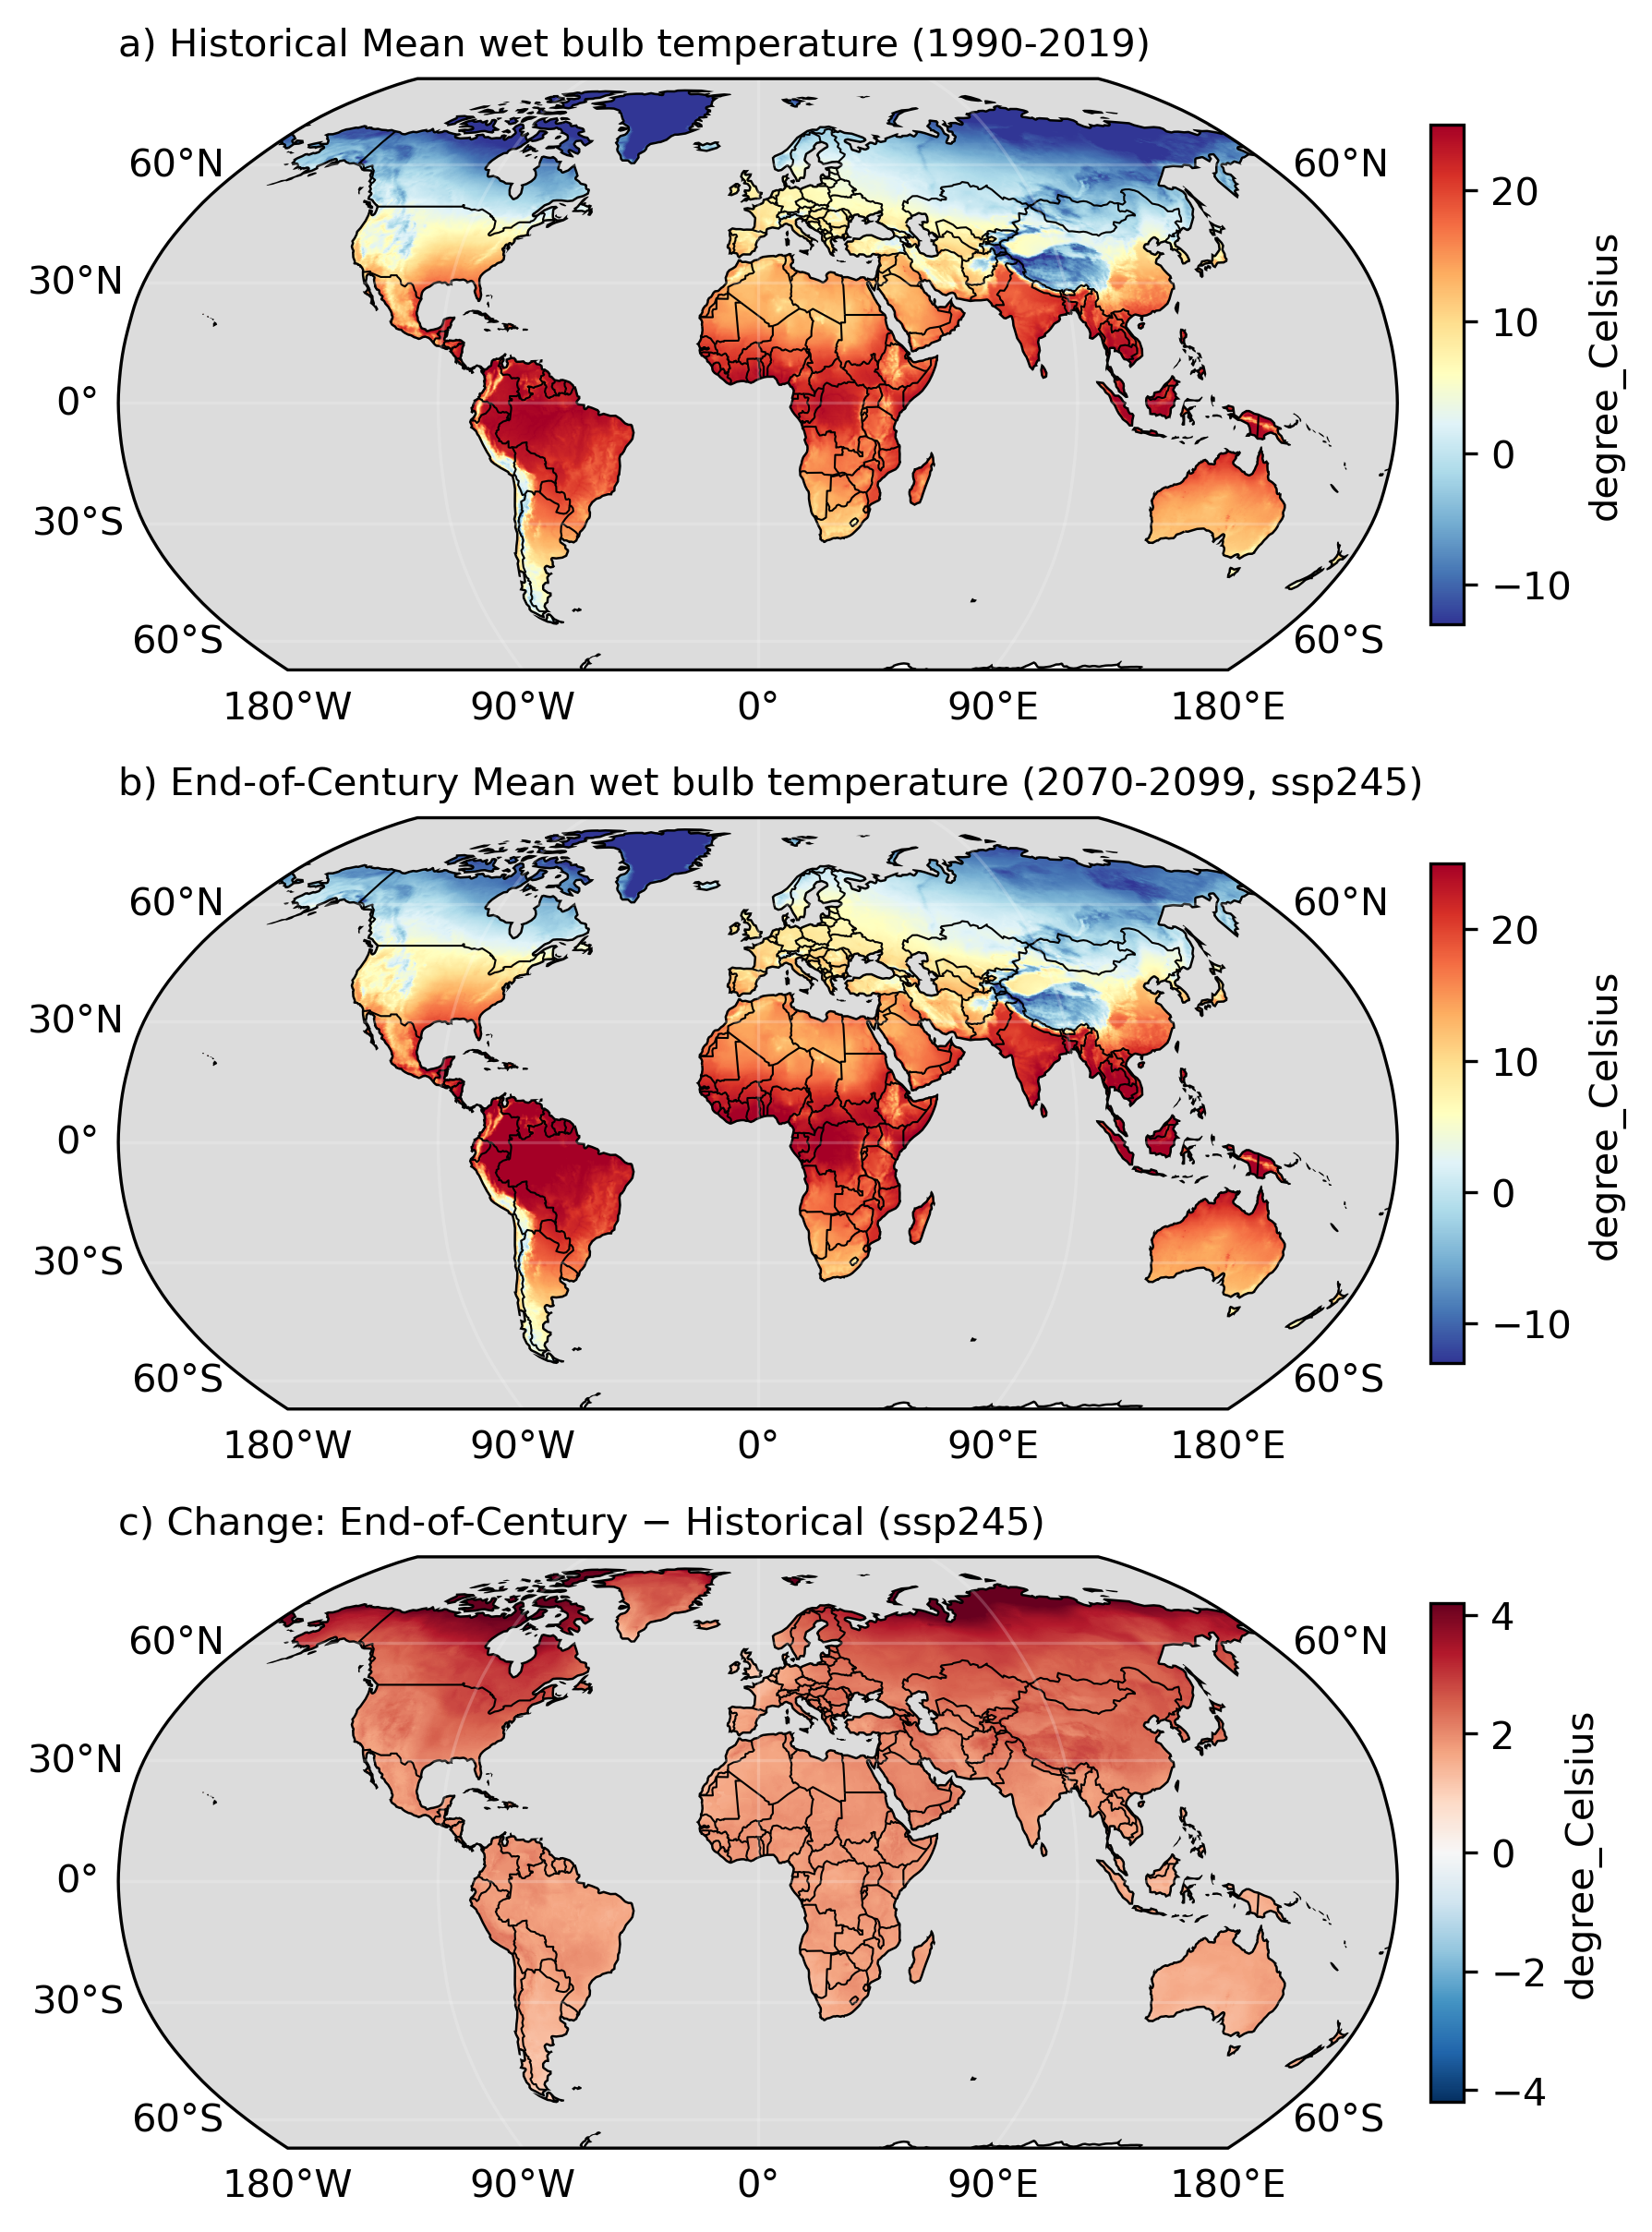 a) Historical Mean wet bulb temperature (1990-2019)
60°N 60°N
30°N
0°
30°S
60°S 60°S
180°W 90°W 0° 90°E 180°E
20
10
0
−10
degree_Celsius
b) End-of-Century Mean wet bulb temperature (2070-2099, ssp245)
60°N 60°N
30°N
0°
30°S
60°S 60°S
180°W 90°W 0° 90°E 180°E
20
10
0
−10
degree_Celsius
c) Change: End-of-Century − Historical (ssp245)
60°N 60°N
30°N
0°
30°S
60°S 60°S
180°W 90°W 0° 90°E 180°E
4
2
0
−2
−4
degree_Celsius